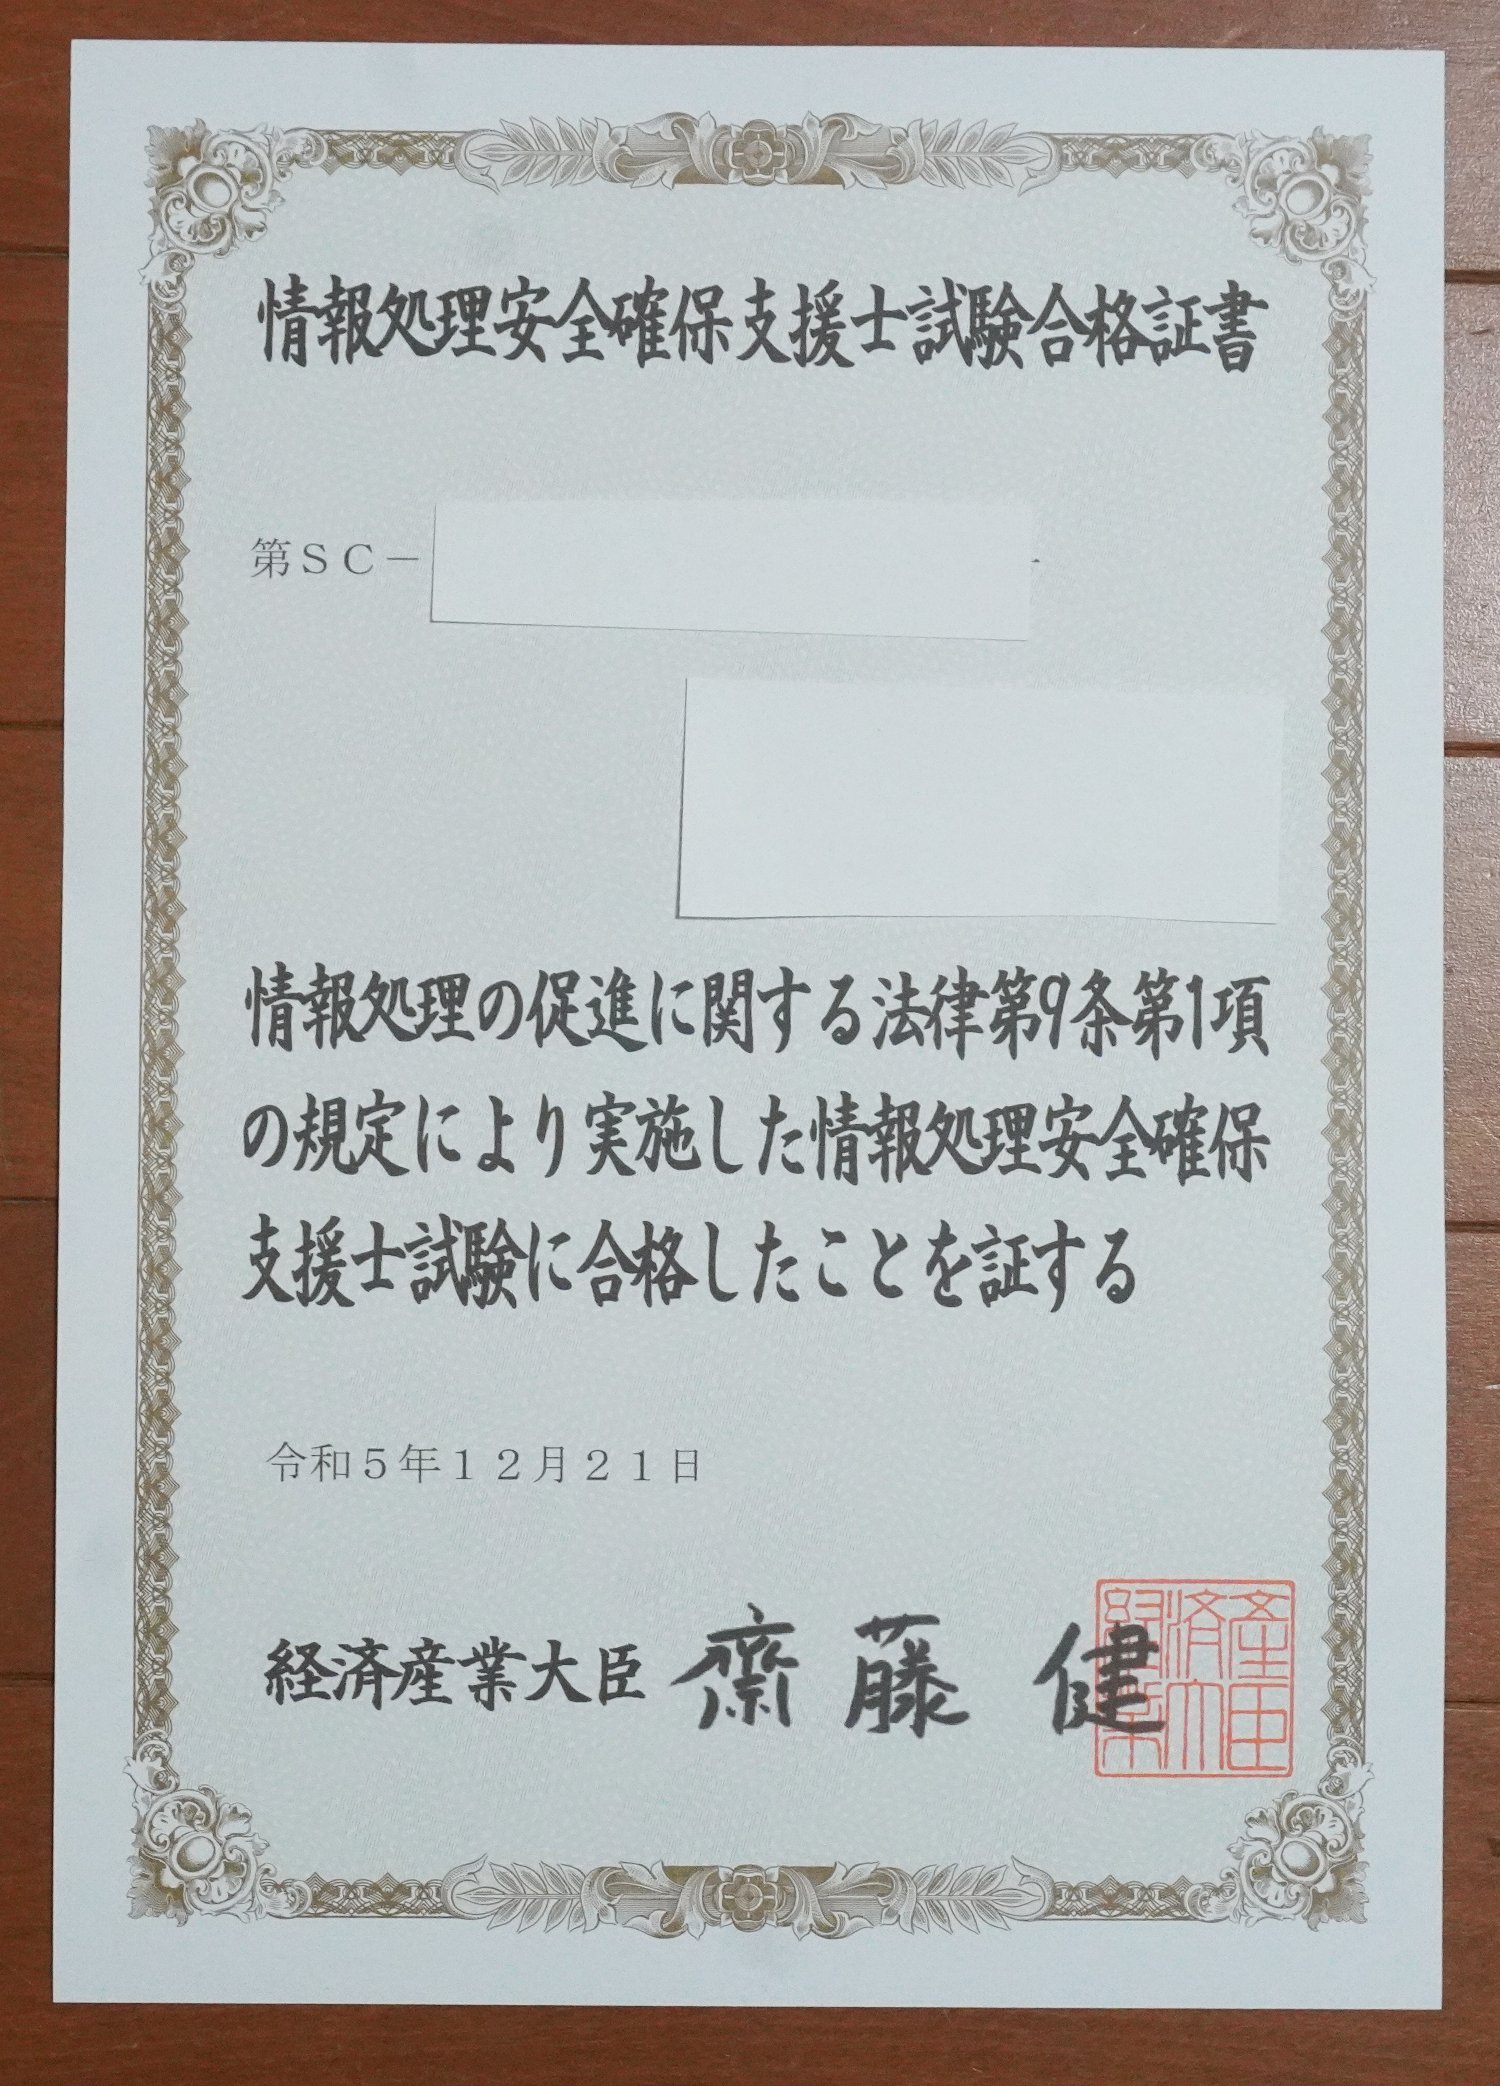 情報処理安全確保支援士試験合格証書
第ＳＣ－
情報処理の促進に関する法律第9条第1項
の規定により実施した情報処理安全確保
支援士試験に合格したことを証する
令和５年１２月２１日
経済産業大臣 齋藤 健